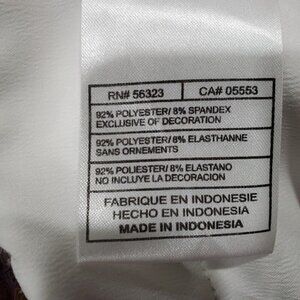 RN# 56323 CA# 05553
92% POLYESTER/ 8% SPANDEX
EXCLUSIVE OF DECORATION
92% POLYESTER/ 8% ELASTHANNE
SANS ORNEMENTS
92% POLIESTER/ 8% ELASTANO
NO INCLUYE LA DECORACION
FABRIQUE EN INDONESIE
HECHO EN INDONESIA
MADE IN INDONESIA